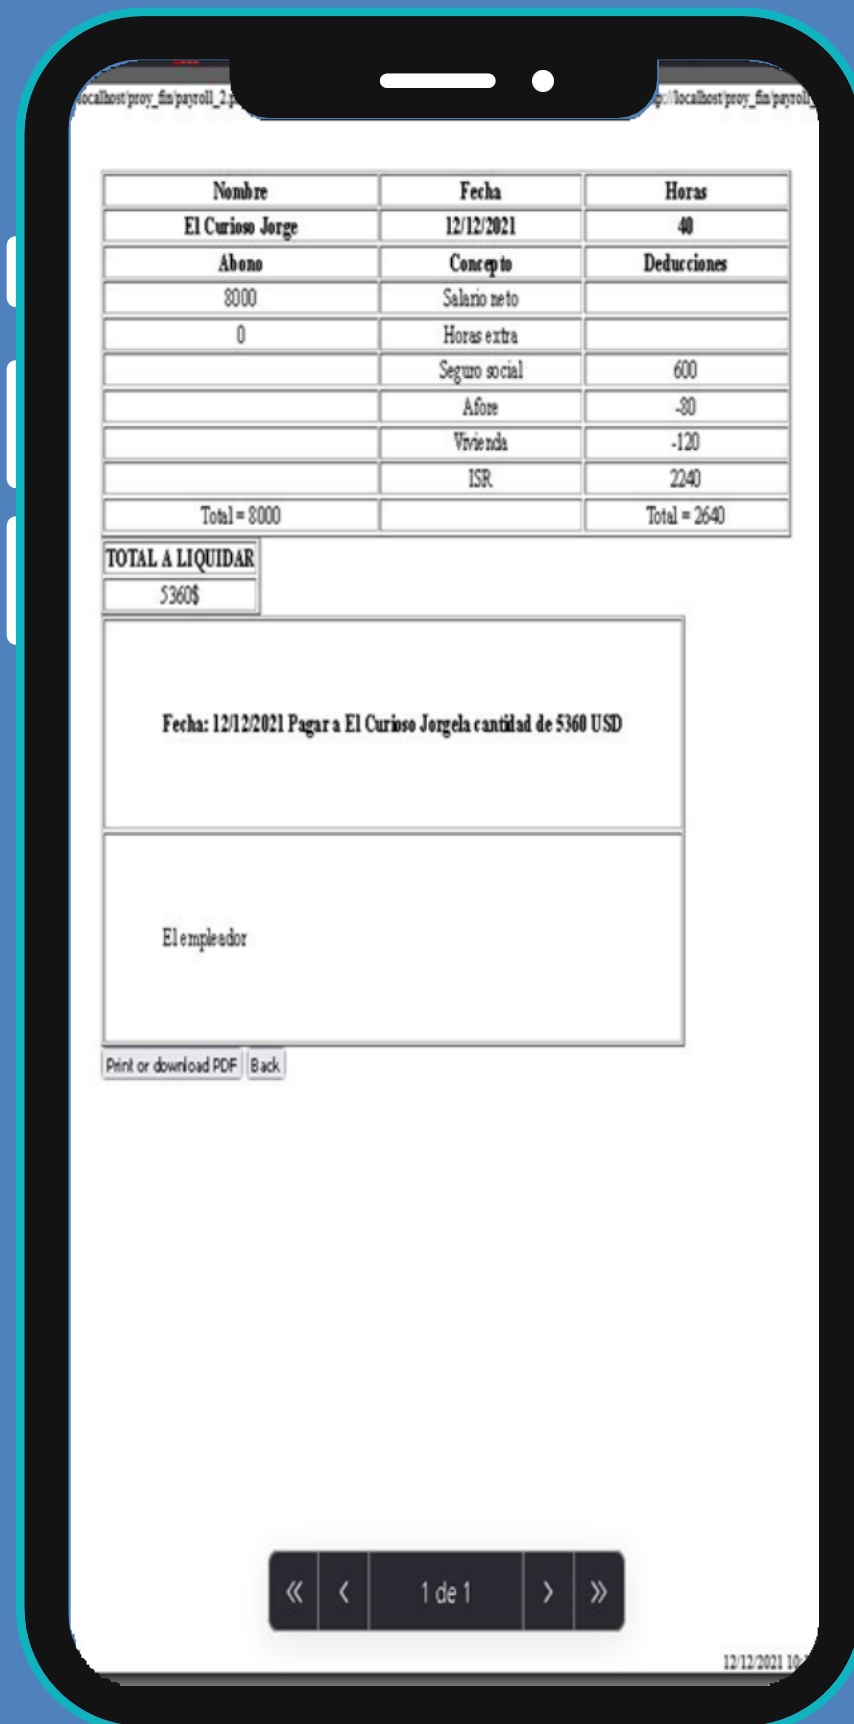 localhost/proy_fin/payroll_2.p
p://localhost/proy_fin/payroll_
Nombre Fecha Horas
El Curioso Jorge 12/12/2021 40
Abono Concepto Deducciones
8000 Salario neto
0 Horas extra
Seguro social 600
Afore -80
Vivienda -120
ISR 2240
Total = 8000 Total = 2640
TOTAL A LIQUIDAR
5360$
Fecha: 12/12/2021 Pagar a El Curioso Jorgela cantidad de 5360 USD
El empleador
Print or download PDF Back
« ‹ 1 de 1 › »
12/12/2021 10: